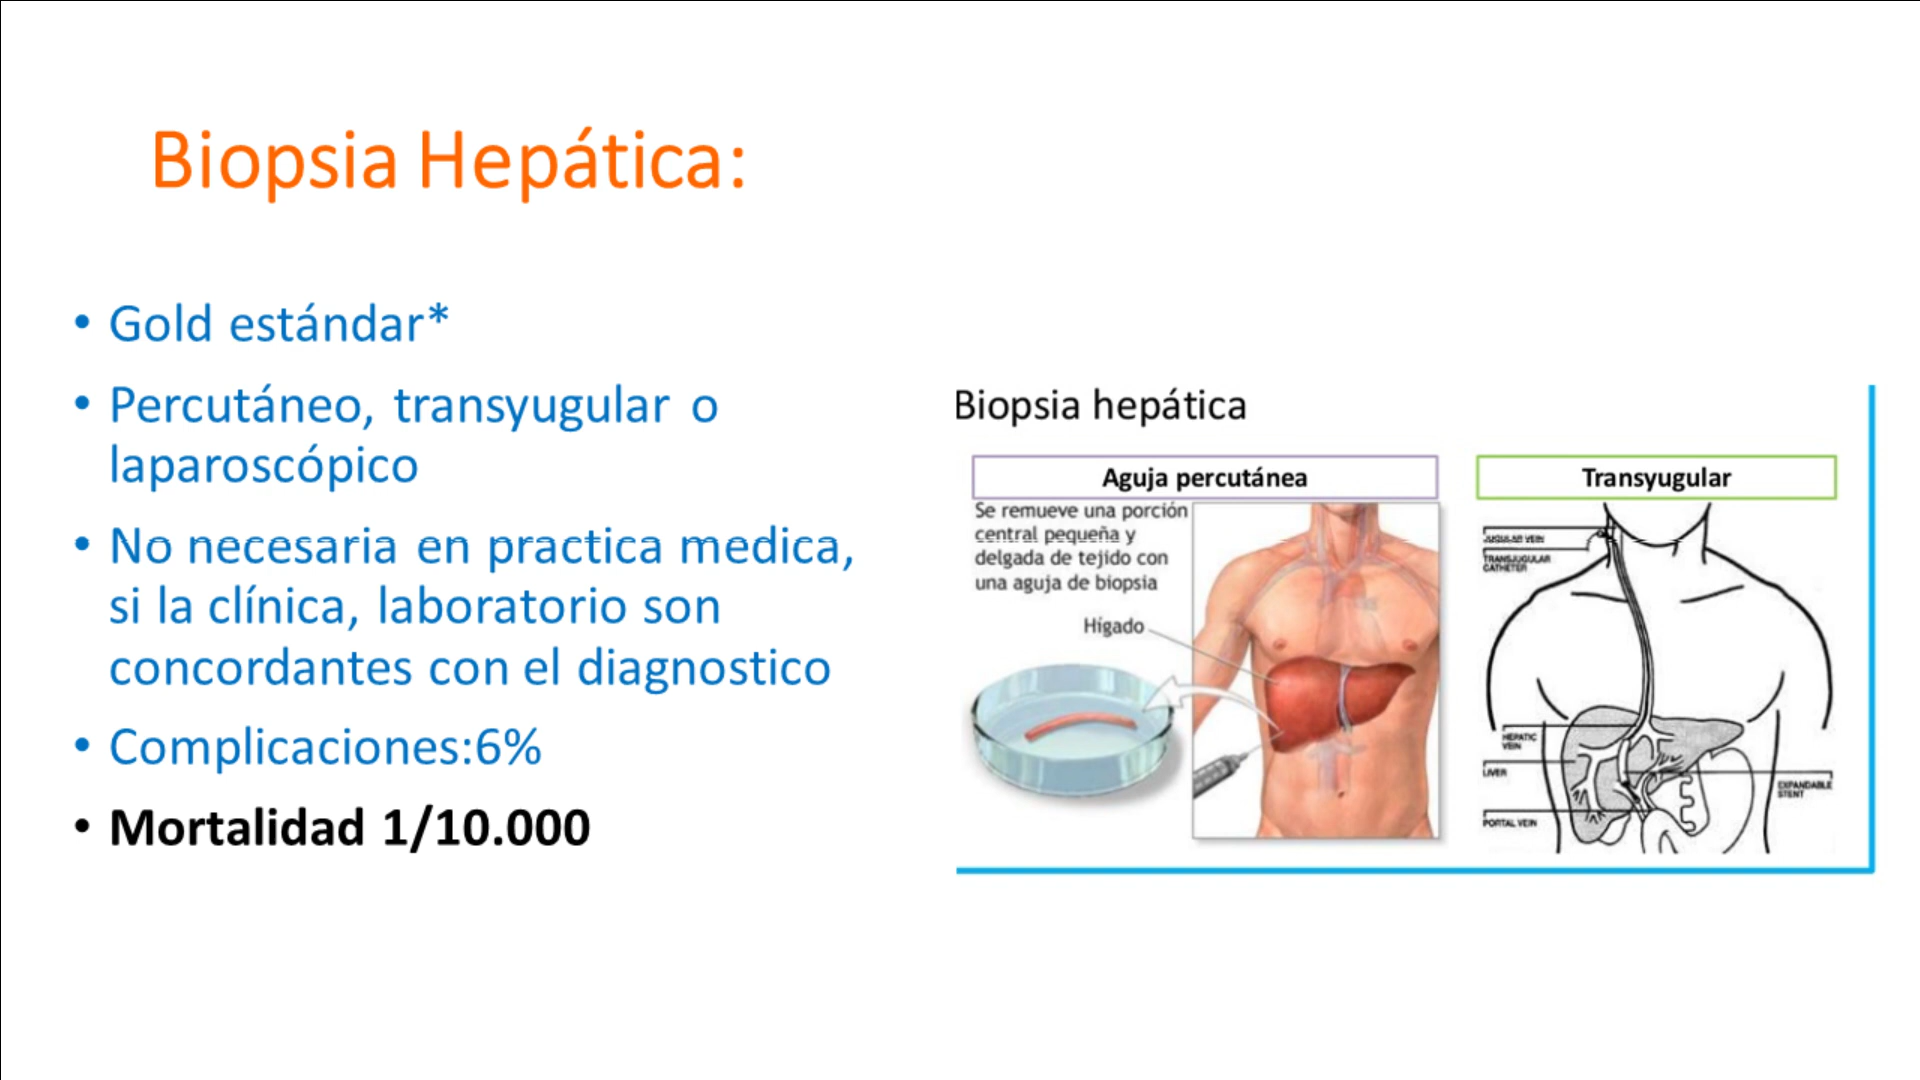 Biopsia Hepática:
• Gold estándar*
• Percutáneo, transyugular o
laparoscópico
• No necesaria en practica medica,
si la clínica, laboratorio son
concordantes con el diagnostico
• Complicaciones:6%
• Mortalidad 1/10.000
Biopsia hepática
Aguja percutánea
Se remueve una porción
central pequeña y
delgada de tejido con
una aguja de biopsia
Hígado
Transyugular
JUGULAR VEIN
TRANSJUGULAR
CATHETER
HEPATIC
VEIN
LIVER
PORTAL VEIN
EXPANDABLE
STENT